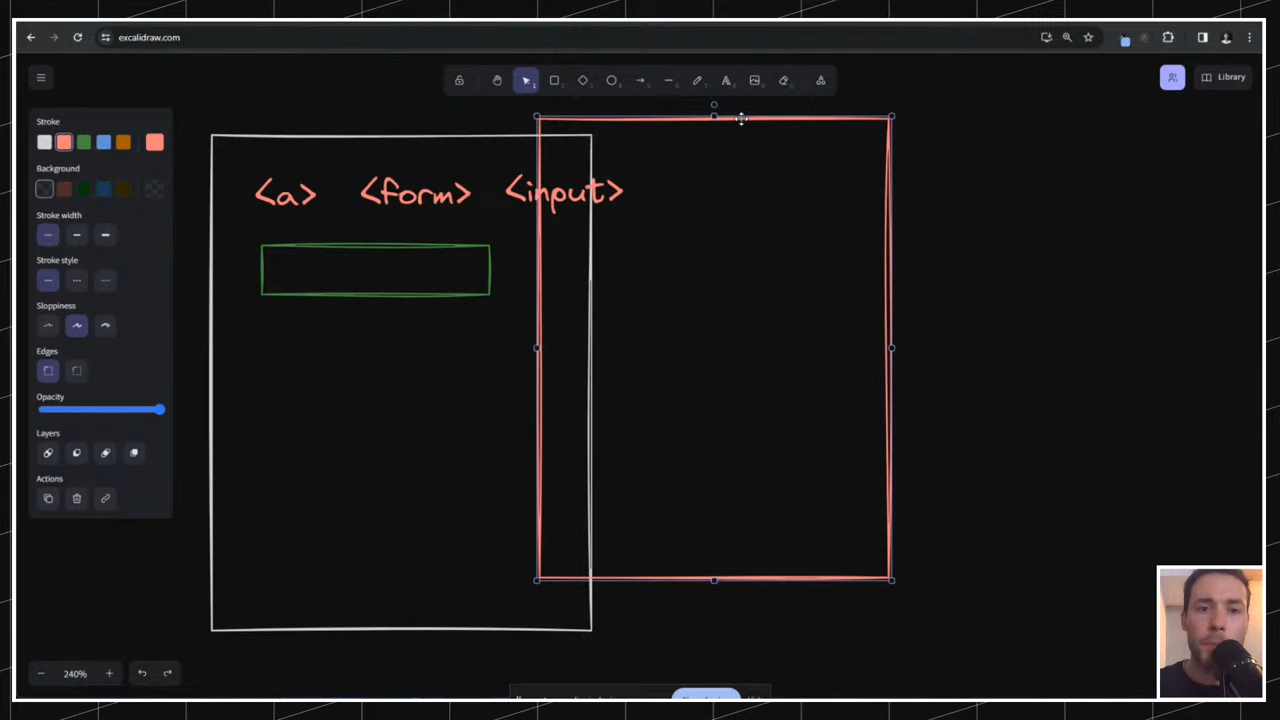 excalidraw.com
Library
Stroke
Background
Stroke width
Stroke style
Sloppiness
Edges
Opacity
Layers
Actions
<a> <form> <input>
240%